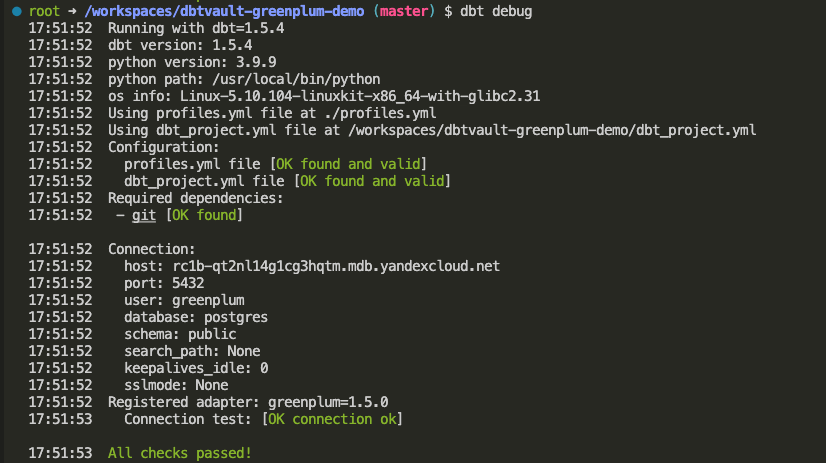 root ➜ /workspaces/dbtvault-greenplum-demo (master) $ dbt debug
17:51:52  Running with dbt=1.5.4
17:51:52  dbt version: 1.5.4
17:51:52  python version: 3.9.9
17:51:52  python path: /usr/local/bin/python
17:51:52  os info: Linux-5.10.104-linuxkit-x86_64-with-glibc2.31
17:51:52  Using profiles.yml file at ./profiles.yml
17:51:52  Using dbt_project.yml file at /workspaces/dbtvault-greenplum-demo/dbt_project.yml
17:51:52  Configuration:
17:51:52    profiles.yml file [OK found and valid]
17:51:52    dbt_project.yml file [OK found and valid]
17:51:52  Required dependencies:
17:51:52   - git [OK found]
17:51:52  Connection:
17:51:52    host: rc1b-qt2nl14g1cg3hqtm.mdb.yandexcloud.net
17:51:52    port: 5432
17:51:52    user: greenplum
17:51:52    database: postgres
17:51:52    schema: public
17:51:52    search_path: None
17:51:52    keepalives_idle: 0
17:51:52    sslmode: None
17:51:52  Registered adapter: greenplum=1.5.0
17:51:53    Connection test: [OK connection ok]
17:51:53  All checks passed!